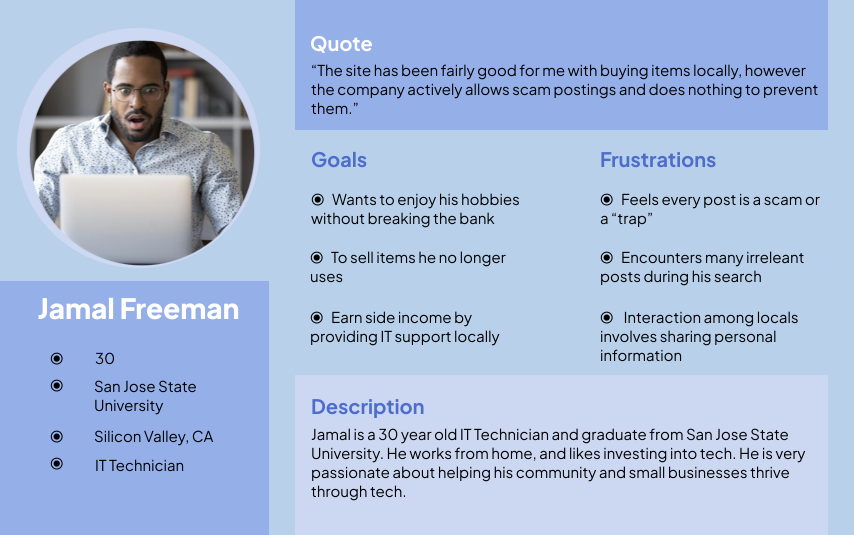 Quote
“The site has been fairly good for me with buying items locally, however
the company actively allows scam postings and does nothing to prevent
them.”
Goals
Wants to enjoy his hobbies
without breaking the bank
To sell items he no longer
uses
Earn side income by
providing IT support locally
Frustrations
Feels every post is a scam or
a “trap”
Encounters many irreleant
posts during his search
Interaction among locals
involves sharing personal
information
Jamal Freeman
30
San Jose State
University
Silicon Valley, CA
IT Technician
Description
Jamal is a 30 year old IT Technician and graduate from San Jose State
University. He works from home, and likes investing into tech. He is very
passionate about helping his community and small businesses thrive
through tech.